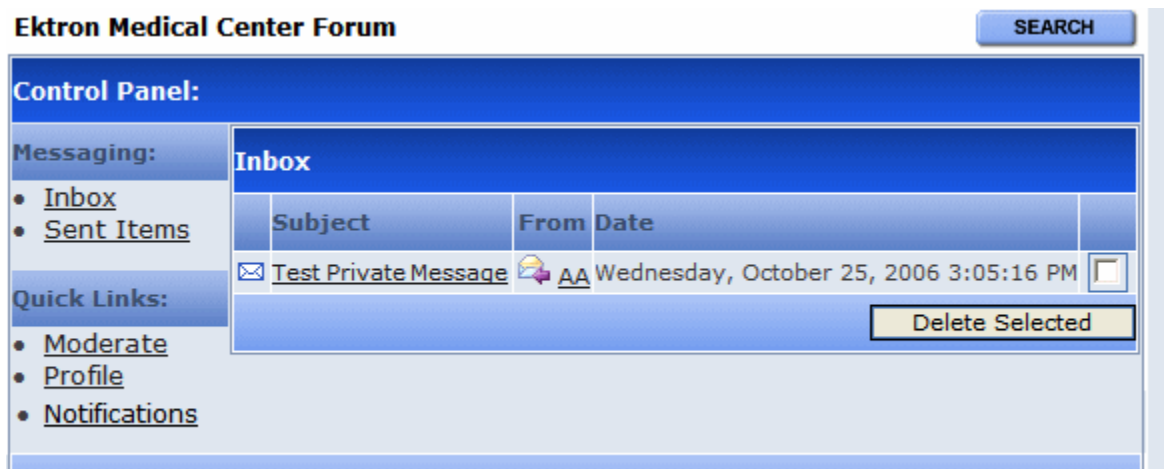 Ektron Medical Center Forum
SEARCH
Control Panel:
Messaging:
Inbox
Sent Items
Quick Links:
Moderate
Profile
Notifications
Inbox
Subject From Date
Test Private Message AA Wednesday, October 25, 2006 3:05:16 PM
Delete Selected